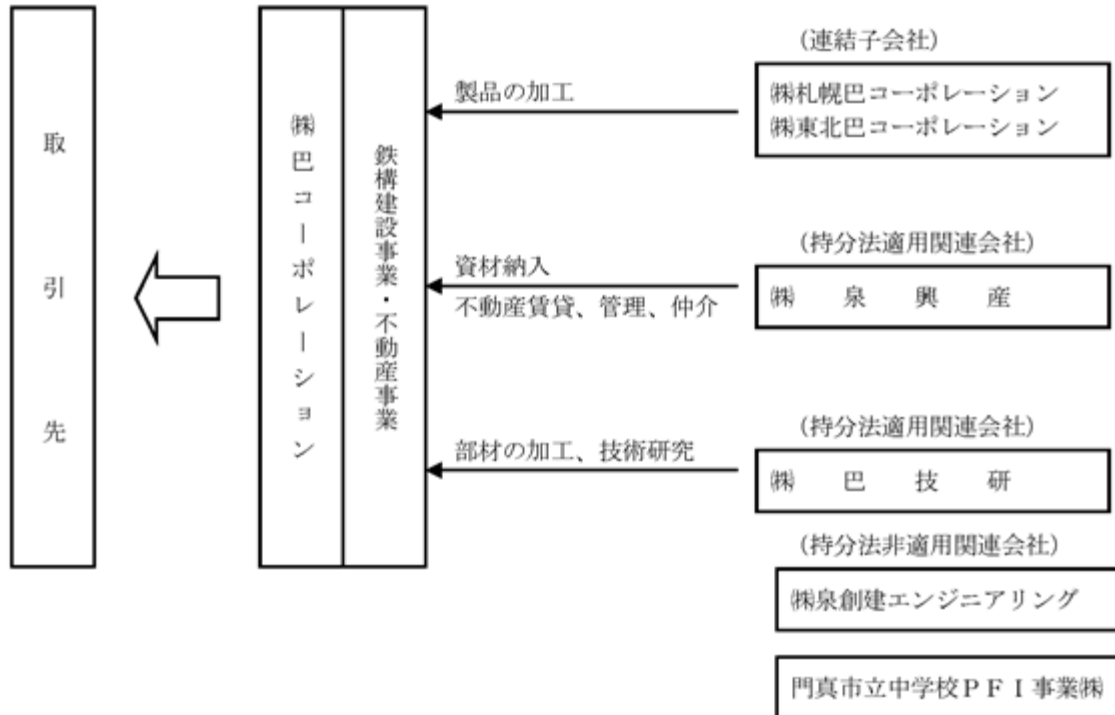 取引先
㈱巴コーポレーション
鉄構建設事業・不動産事業
製品の加工
資材納入
不動産賃貸、管理、仲介
部材の加工、技術研究
(連結子会社)
㈱札幌巴コーポレーション
㈱東北巴コーポレーション
(持分法適用関連会社)
㈱　泉　興　産
(持分法適用関連会社)
㈱　巴　技　研
(持分法非適用関連会社)
㈱泉創建エンジニアリング
門真市立中学校ＰＦＩ事業㈱